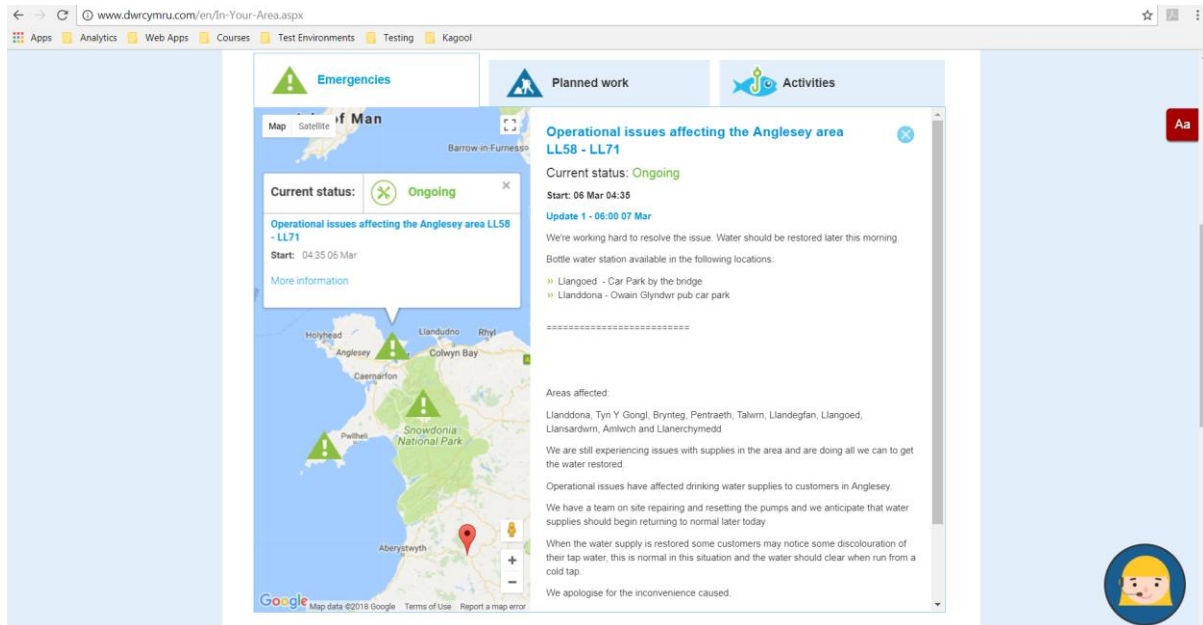 www.dwrcymru.com/en/In-Your-Area.aspx
Apps Analytics Web Apps Courses Test Environments Testing Kagool
Emergencies
Planned work
Activities
Map Satellite
of Man
Barrow-in-Furness
Current status: Ongoing ×
Operational issues affecting the Anglesey area LL58
- LL71
Start: 04:35 06 Mar
More information
Holyhead
Llandudno
Rhyl
Anglesey
Colwyn Bay
Caernarfon
Snowdonia
National Park
Pwllheli
Aberystwyth
+
−
Google Map data ©2018 Google Terms of Use Report a map error
Operational issues affecting the Anglesey area
LL58 - LL71
Current status: Ongoing
Start: 06 Mar 04:35
Update 1 - 06:00 07 Mar
We're working hard to resolve the issue. Water should be restored later this morning.
Bottle water station available in the following locations:
» Llangoed - Car Park by the bridge
» Llanddona - Owain Glyndwr pub car park
==========================
Areas affected:
Llanddona, Tyn Y Gongl, Brynteg, Pentraeth, Talwrn, Llandegfan, Llangoed,
Llansardwrn, Amlwch and Llanerchymedd
We are still experiencing issues with supplies in the area and are doing all we can to get
the water restored.
Operational issues have affected drinking water supplies to customers in Anglesey.
We have a team on site repairing and resetting the pumps and we anticipate that water
supplies should begin returning to normal later today
When the water supply is restored some customers may notice some discolouration of
their tap water, this is normal in this situation and the water should clear when run from a
cold tap.
We apologise for the inconvenience caused.
Aa